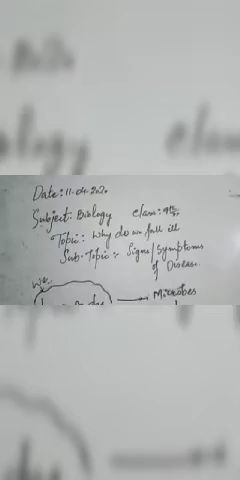 Date: 11-04-2020
Subject: Biology Class: 9th
Topic:- Why do we fall ill
Sub-Topic:- Signs/Symptoms
of Disease.
We
Microbes